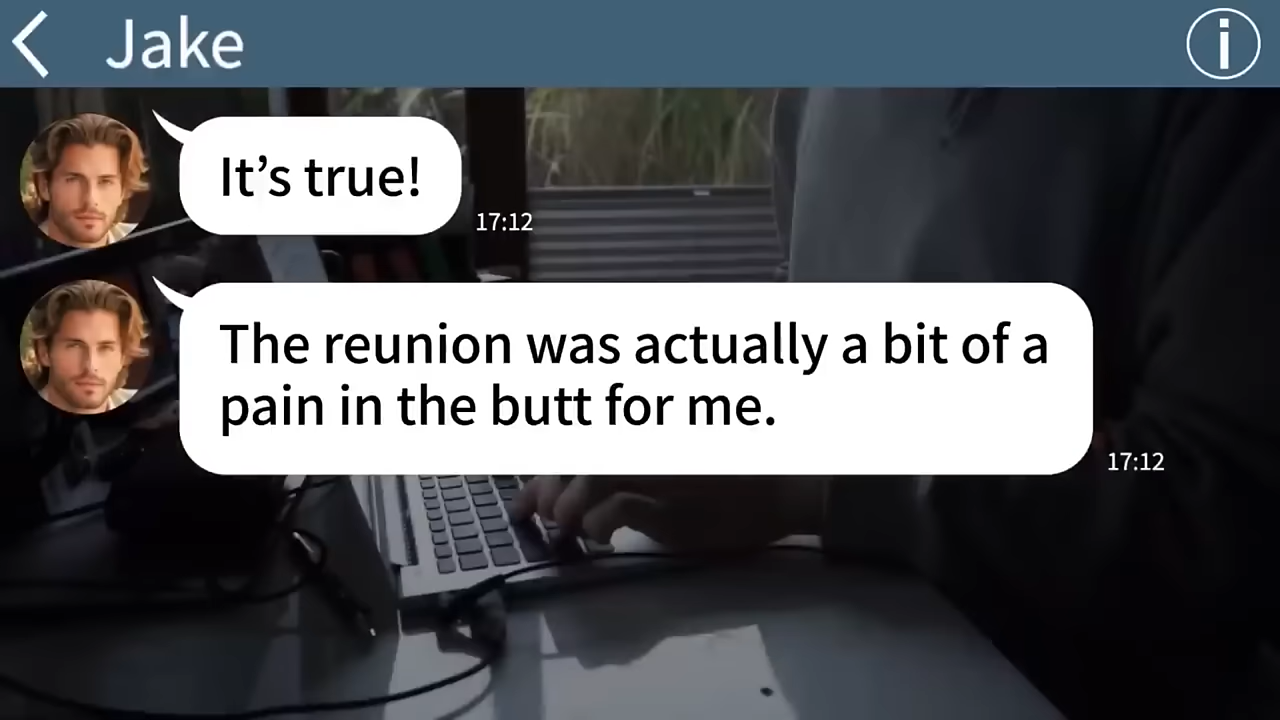 Jake
It’s true!
17:12
The reunion was actually a bit of a
pain in the butt for me.
17:12